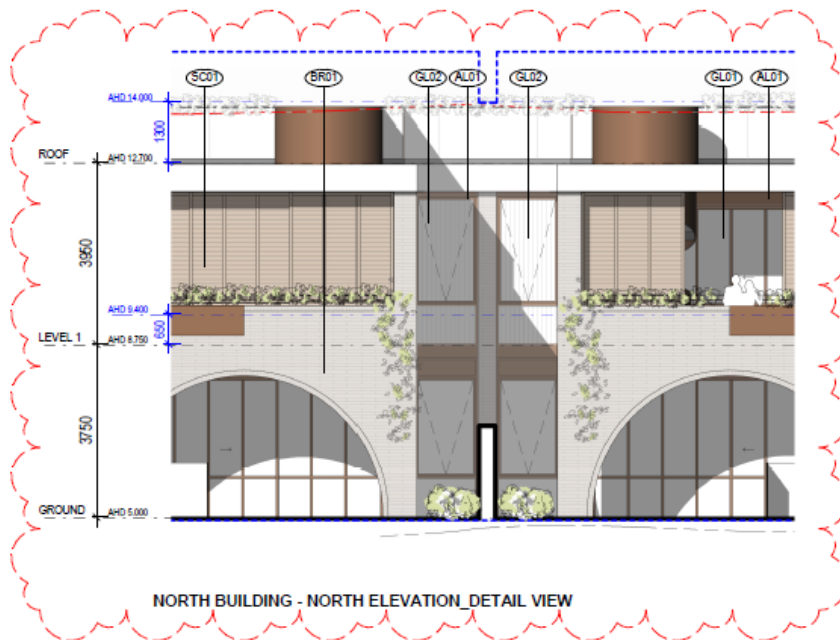 SC01 BR01 GL02 AL01 GL02 GL01 AL01
AHD 14.000
1300
ROOF AHD 12.700
3950
AHD 9.400
650
LEVEL 1 AHD 8.750
3750
GROUND AHD 5.000
NORTH BUILDING - NORTH ELEVATION_DETAIL VIEW